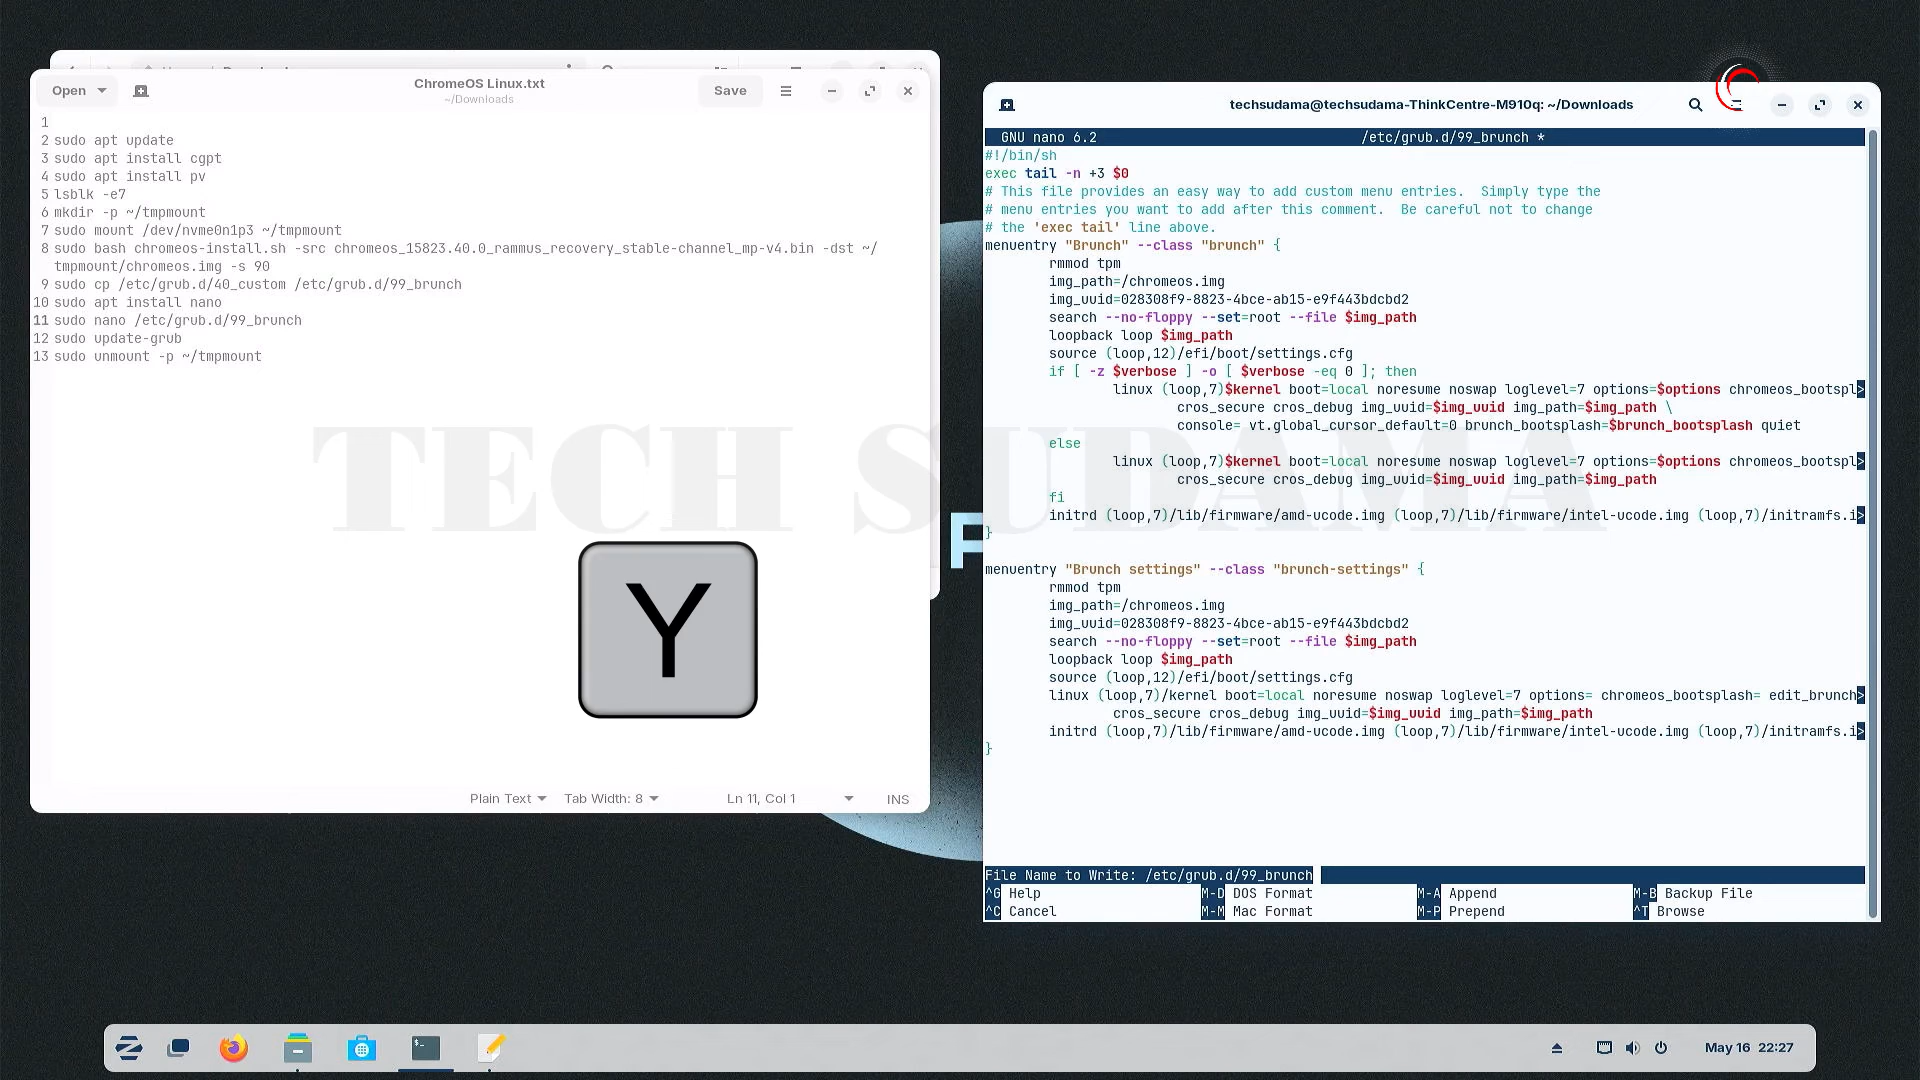 Open
ChromeOS Linux.txt
~/Downloads
Save
1
2 sudo apt update
3 sudo apt install cgpt
4 sudo apt install pv
5 lsblk -e7
6 mkdir -p ~/tmpmount
7 sudo mount /dev/nvme0n1p3 ~/tmpmount
8 sudo bash chromeos-install.sh -src chromeos_15823.40.0_rammus_recovery_stable-channel_mp-v4.bin -dst ~/
tmpmount/chromeos.img -s 90
9 sudo cp /etc/grub.d/40_custom /etc/grub.d/99_brunch
10 sudo apt install nano
11 sudo nano /etc/grub.d/99_brunch
12 sudo update-grub
13 sudo unmount -p ~/tmpmount
TECH SUDAMA
Y
Plain Text Tab Width: 8 Ln 11, Col 1 INS
techsudama@techsudama-ThinkCentre-M910q: ~/Downloads
GNU nano 6.2 /etc/grub.d/99_brunch *
#!/bin/sh
exec tail -n +3 $0
# This file provides an easy way to add custom menu entries.  Simply type the
# menu entries you want to add after this comment.  Be careful not to change
# the 'exec tail' line above.
menuentry "Brunch" --class "brunch" {
rmmod tpm
img_path=/chromeos.img
img_uuid=028308f9-8823-4bce-ab15-e9f443bdcbd2
search --no-floppy --set=root --file $img_path
loopback loop $img_path
source (loop,12)/efi/boot/settings.cfg
if [ -z $verbose ] -o [ $verbose -eq 0 ]; then
linux (loop,7)$kernel boot=local noresume noswap loglevel=7 options=$options chromeos_bootspl>
cros_secure cros_debug img_uuid=$img_uuid img_path=$img_path \
console= vt.global_cursor_default=0 brunch_bootsplash=$brunch_bootsplash quiet
else
linux (loop,7)$kernel boot=local noresume noswap loglevel=7 options=$options chromeos_bootspl>
cros_secure cros_debug img_uuid=$img_uuid img_path=$img_path
fi
initrd (loop,7)/lib/firmware/amd-ucode.img (loop,7)/lib/firmware/intel-ucode.img (loop,7)/initramfs.i>
}
menuentry "Brunch settings" --class "brunch-settings" {
rmmod tpm
img_path=/chromeos.img
img_uuid=028308f9-8823-4bce-ab15-e9f443bdcbd2
search --no-floppy --set=root --file $img_path
loopback loop $img_path
source (loop,12)/efi/boot/settings.cfg
linux (loop,7)/kernel boot=local noresume noswap loglevel=7 options= chromeos_bootsplash= edit_brunch>
cros_secure cros_debug img_uuid=$img_uuid img_path=$img_path
initrd (loop,7)/lib/firmware/amd-ucode.img (loop,7)/lib/firmware/intel-ucode.img (loop,7)/initramfs.i>
}
File Name to Write: /etc/grub.d/99_brunch
^G Help M-D DOS Format M-A Append M-B Backup File
^C Cancel M-M Mac Format M-P Prepend ^T Browse
May 16 22:27